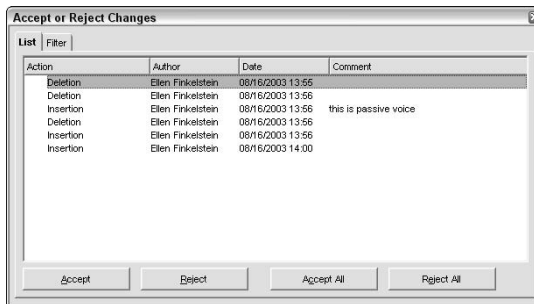 Accept or Reject Changes
List Filter
Action Author Date Comment
Deletion Ellen Finkelstein 08/16/2003 13:55
Deletion Ellen Finkelstein 08/16/2003 13:56
Insertion Ellen Finkelstein 08/16/2003 13:56 this is passive voice
Deletion Ellen Finkelstein 08/16/2003 13:56
Insertion Ellen Finkelstein 08/16/2003 13:56
Insertion Ellen Finkelstein 08/16/2003 14:00
Accept Reject Accept All Reject All